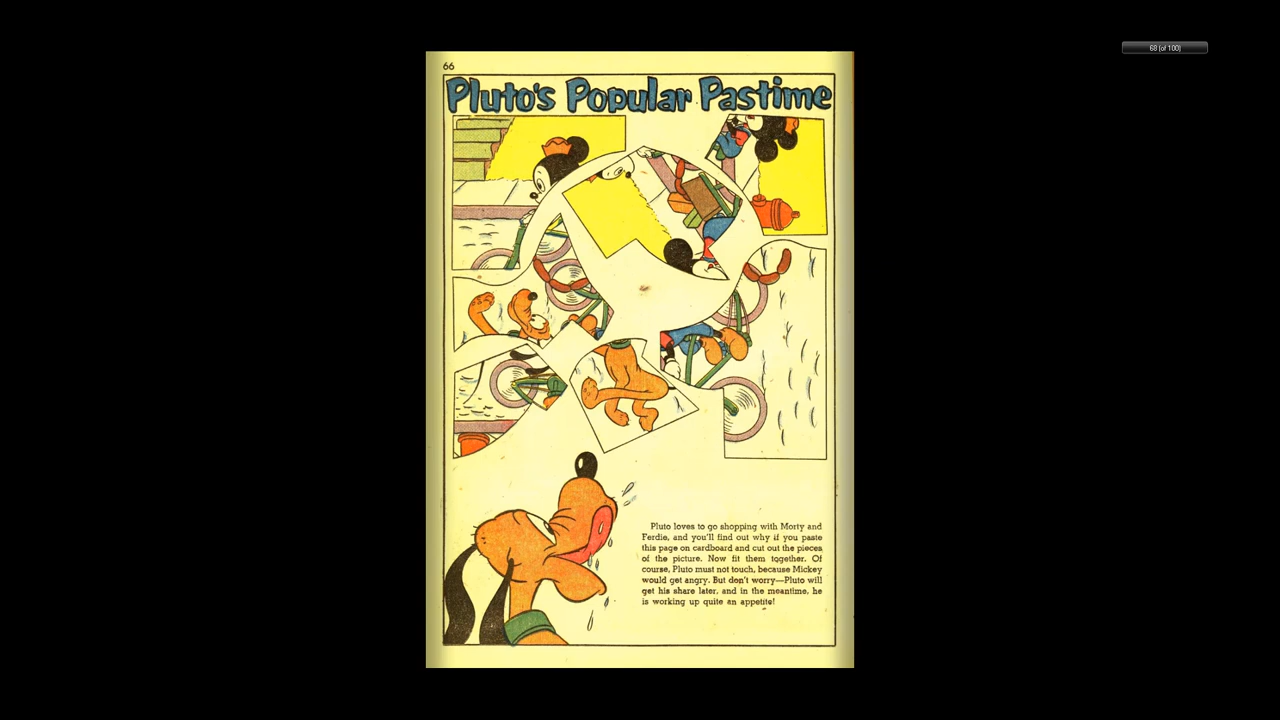 68 (of 100)
66
Pluto's Popular Pastime
Pluto loves to go shopping with Morty and
Ferdie, and you'll find out why if you paste
this page on cardboard and cut out the pieces
of the picture. Now fit them together. Of
course, Pluto must not touch, because Mickey
would get angry. But don't worry—Pluto will
get his share later, and in the meantime, he
is working up quite an appetite!